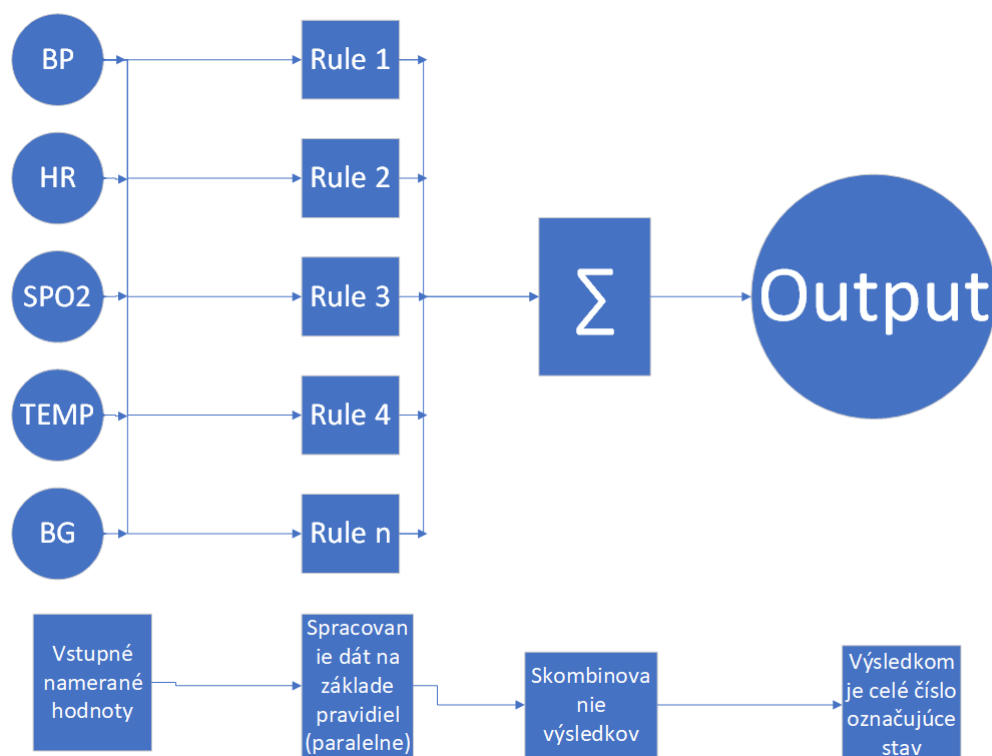 BP
Rule 1
HR
Rule 2
SPO2
Rule 3
∑
Output
TEMP
Rule 4
BG
Rule n
Vstupné
namerané
hodnoty
Spracovan
ie dát na
základe
pravidiel
(paralelne)
Skombinova
nie
výsledkov
Výsledkom
je celé číslo
označujúce
stav